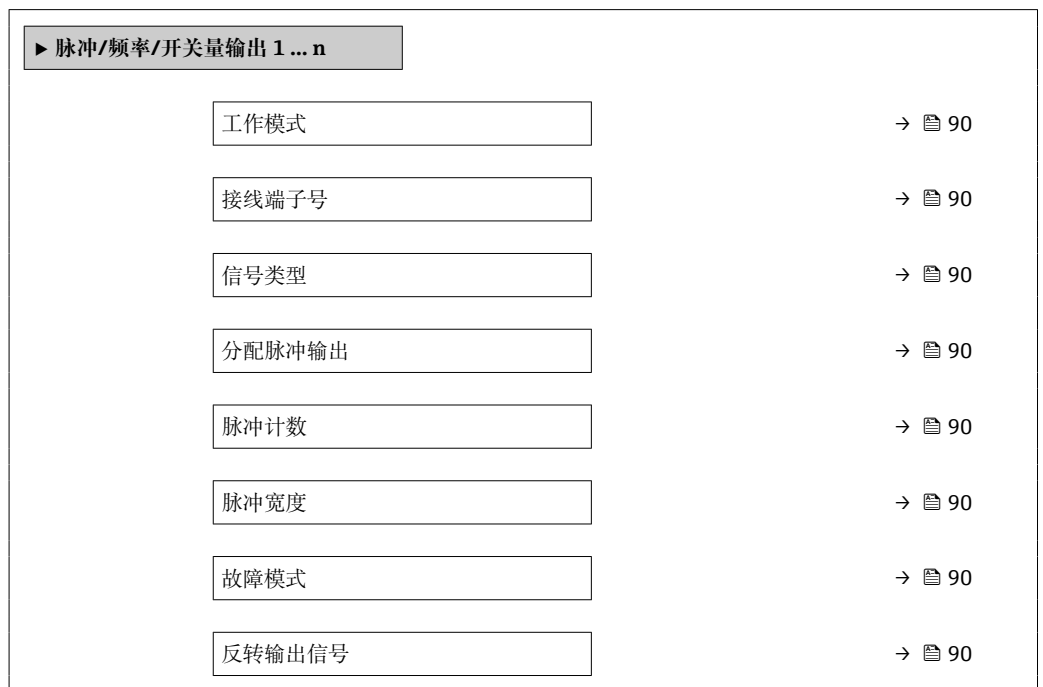 ▶ 脉冲/频率/开关量输出 1 ... n
工作模式 → 90
接线端子号 → 90
信号类型 → 90
分配脉冲输出 → 90
脉冲计数 → 90
脉冲宽度 → 90
故障模式 → 90
反转输出信号 → 90